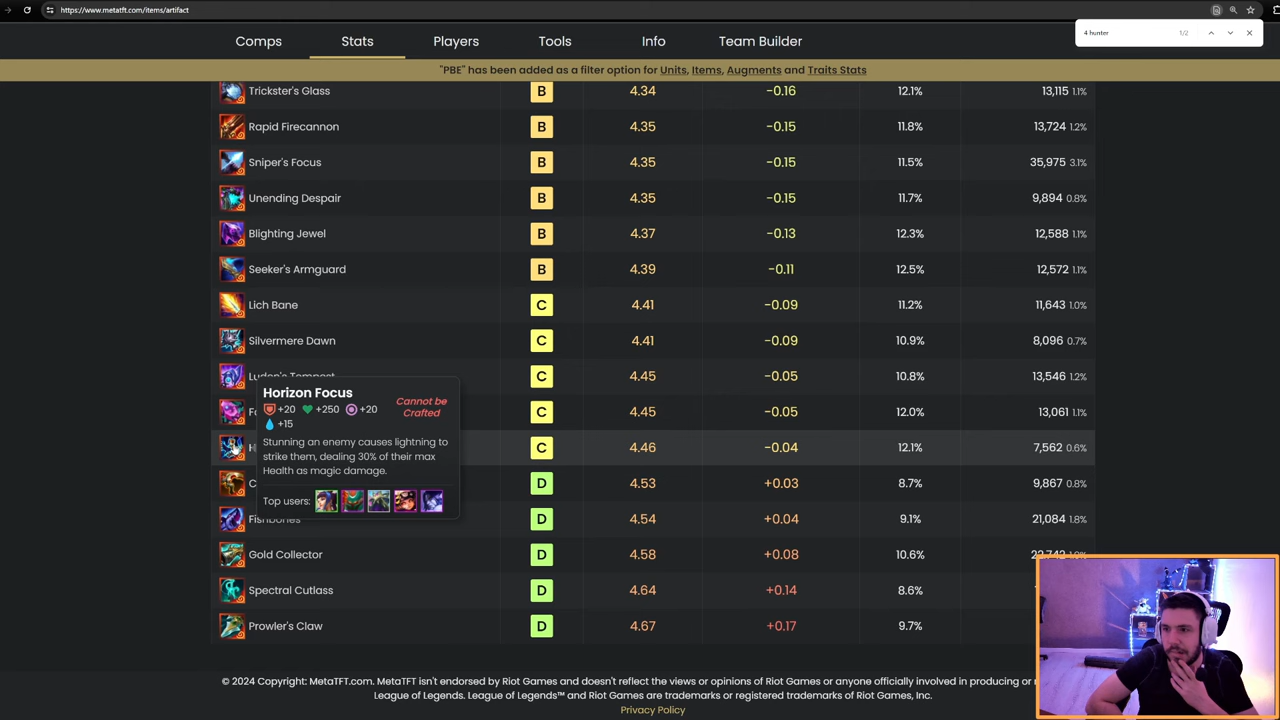 https://www.metatft.com/items/artifact
4 hunter 1/2
Comps Stats Players Tools Info Team Builder
"PBE" has been added as a filter option for Units, Items, Augments and Traits Stats
Trickster's Glass B 4.34 -0.16 12.1% 13,115 1.1%
Rapid Firecannon B 4.35 -0.15 11.8% 13,724 1.2%
Sniper's Focus B 4.35 -0.15 11.5% 35,975 3.1%
Unending Despair B 4.35 -0.15 11.7% 9,894 0.8%
Blighting Jewel B 4.37 -0.13 12.3% 12,588 1.1%
Seeker's Armguard B 4.39 -0.11 12.5% 12,572 1.1%
Lich Bane C 4.41 -0.09 11.2% 11,643 1.0%
Silvermere Dawn C 4.41 -0.09 10.9% 8,096 0.7%
Luden's Tempest C 4.45 -0.05 10.8% 13,546 1.2%
C 4.45 -0.05 12.0% 13,061 1.1%
C 4.46 -0.04 12.1% 7,562 0.6%
D 4.53 +0.03 8.7% 9,867 0.8%
Fishbones D 4.54 +0.04 9.1% 21,084 1.8%
Gold Collector D 4.58 +0.08 10.6%
Spectral Cutlass D 4.64 +0.14 8.6%
Prowler's Claw D 4.67 +0.17 9.7%
Horizon Focus
+20 +250 +20
+15
Cannot be
Crafted
Stunning an enemy causes lightning to
strike them, dealing 30% of their max
Health as magic damage.
Top users:
© 2024 Copyright: MetaTFT.com. MetaTFT isn't endorsed by Riot Games and doesn't reflect the views or opinions of Riot Games or anyone officially involved in producing or
League of Legends. League of Legends™ and Riot Games are trademarks or registered trademarks of Riot Games, Inc.
Privacy Policy